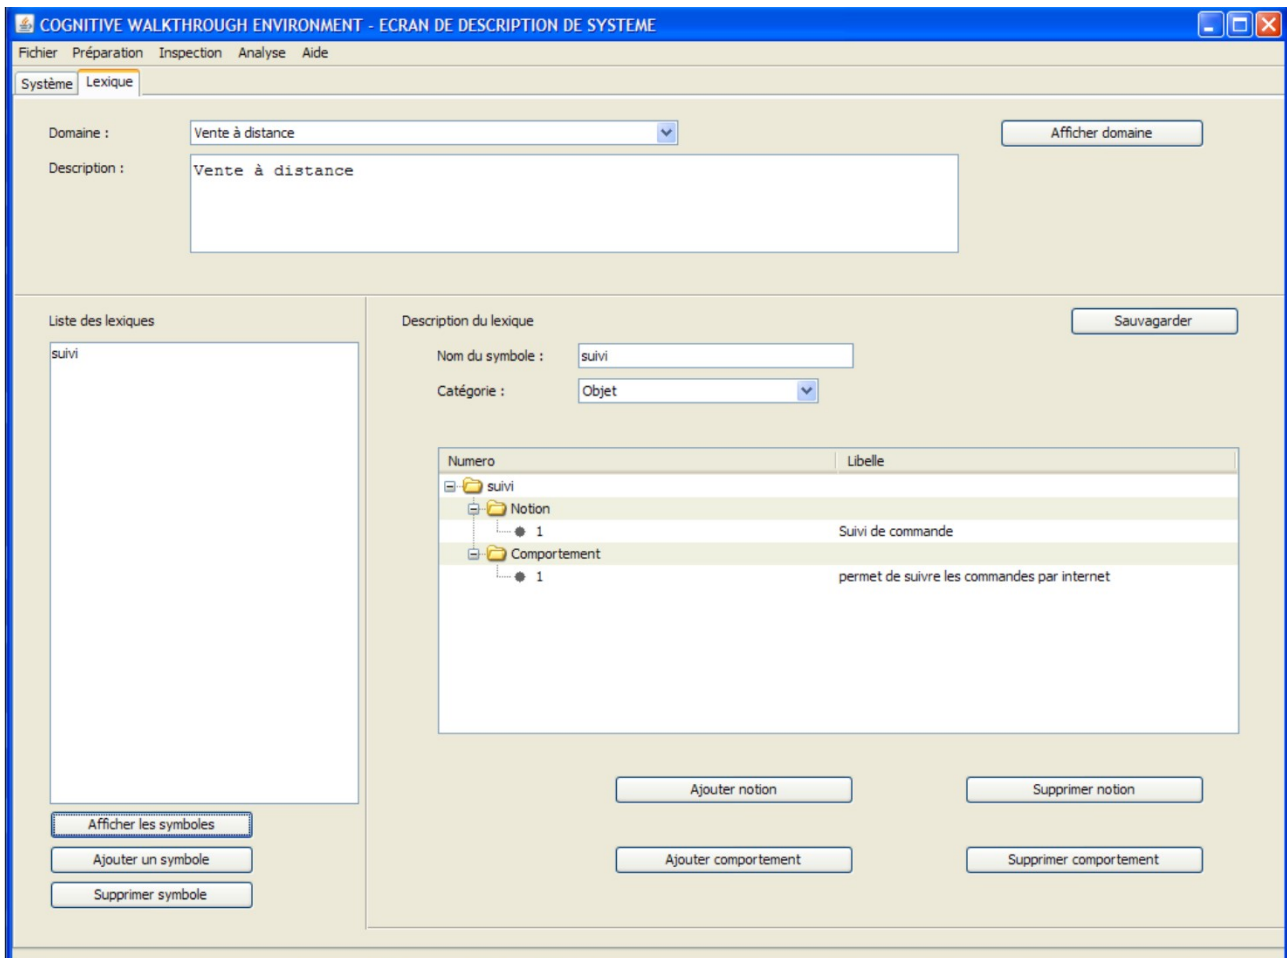 COGNITIVE WALKTHROUGH ENVIRONMENT - ECRAN DE DESCRIPTION DE SYSTEME
Fichier Préparation Inspection Analyse Aide
Système Lexique
Domaine : Vente à distance Afficher domaine
Description : Vente à distance
Liste des lexiques
suivi
Afficher les symboles
Ajouter un symbole
Supprimer symbole
Description du lexique Sauvagarder
Nom du symbole : suivi
Catégorie : Objet
Numero Libelle
suivi
Notion
1 Suivi de commande
Comportement
1 permet de suivre les commandes par internet
Ajouter notion Supprimer notion
Ajouter comportement Supprimer comportement